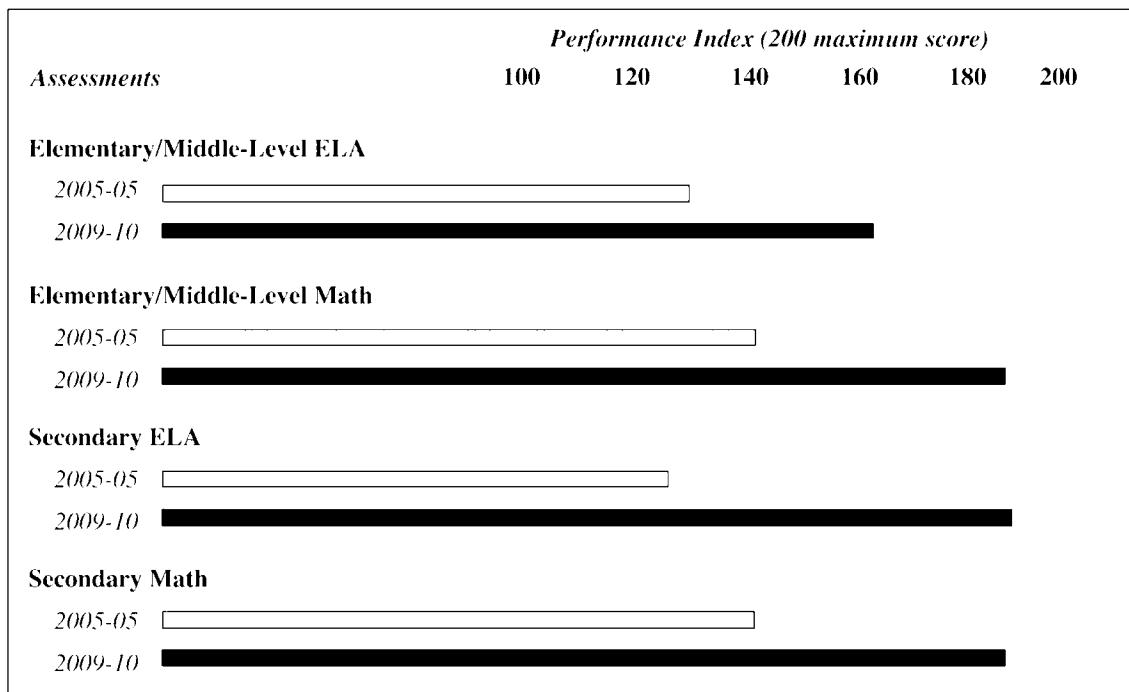 Performance Index (200 maximum score)
Assessments 100 120 140 160 180 200
Elementary/Middle-Level ELA
2005-05
2009-10
Elementary/Middle-Level Math
2005-05
2009-10
Secondary ELA
2005-05
2009-10
Secondary Math
2005-05
2009-10